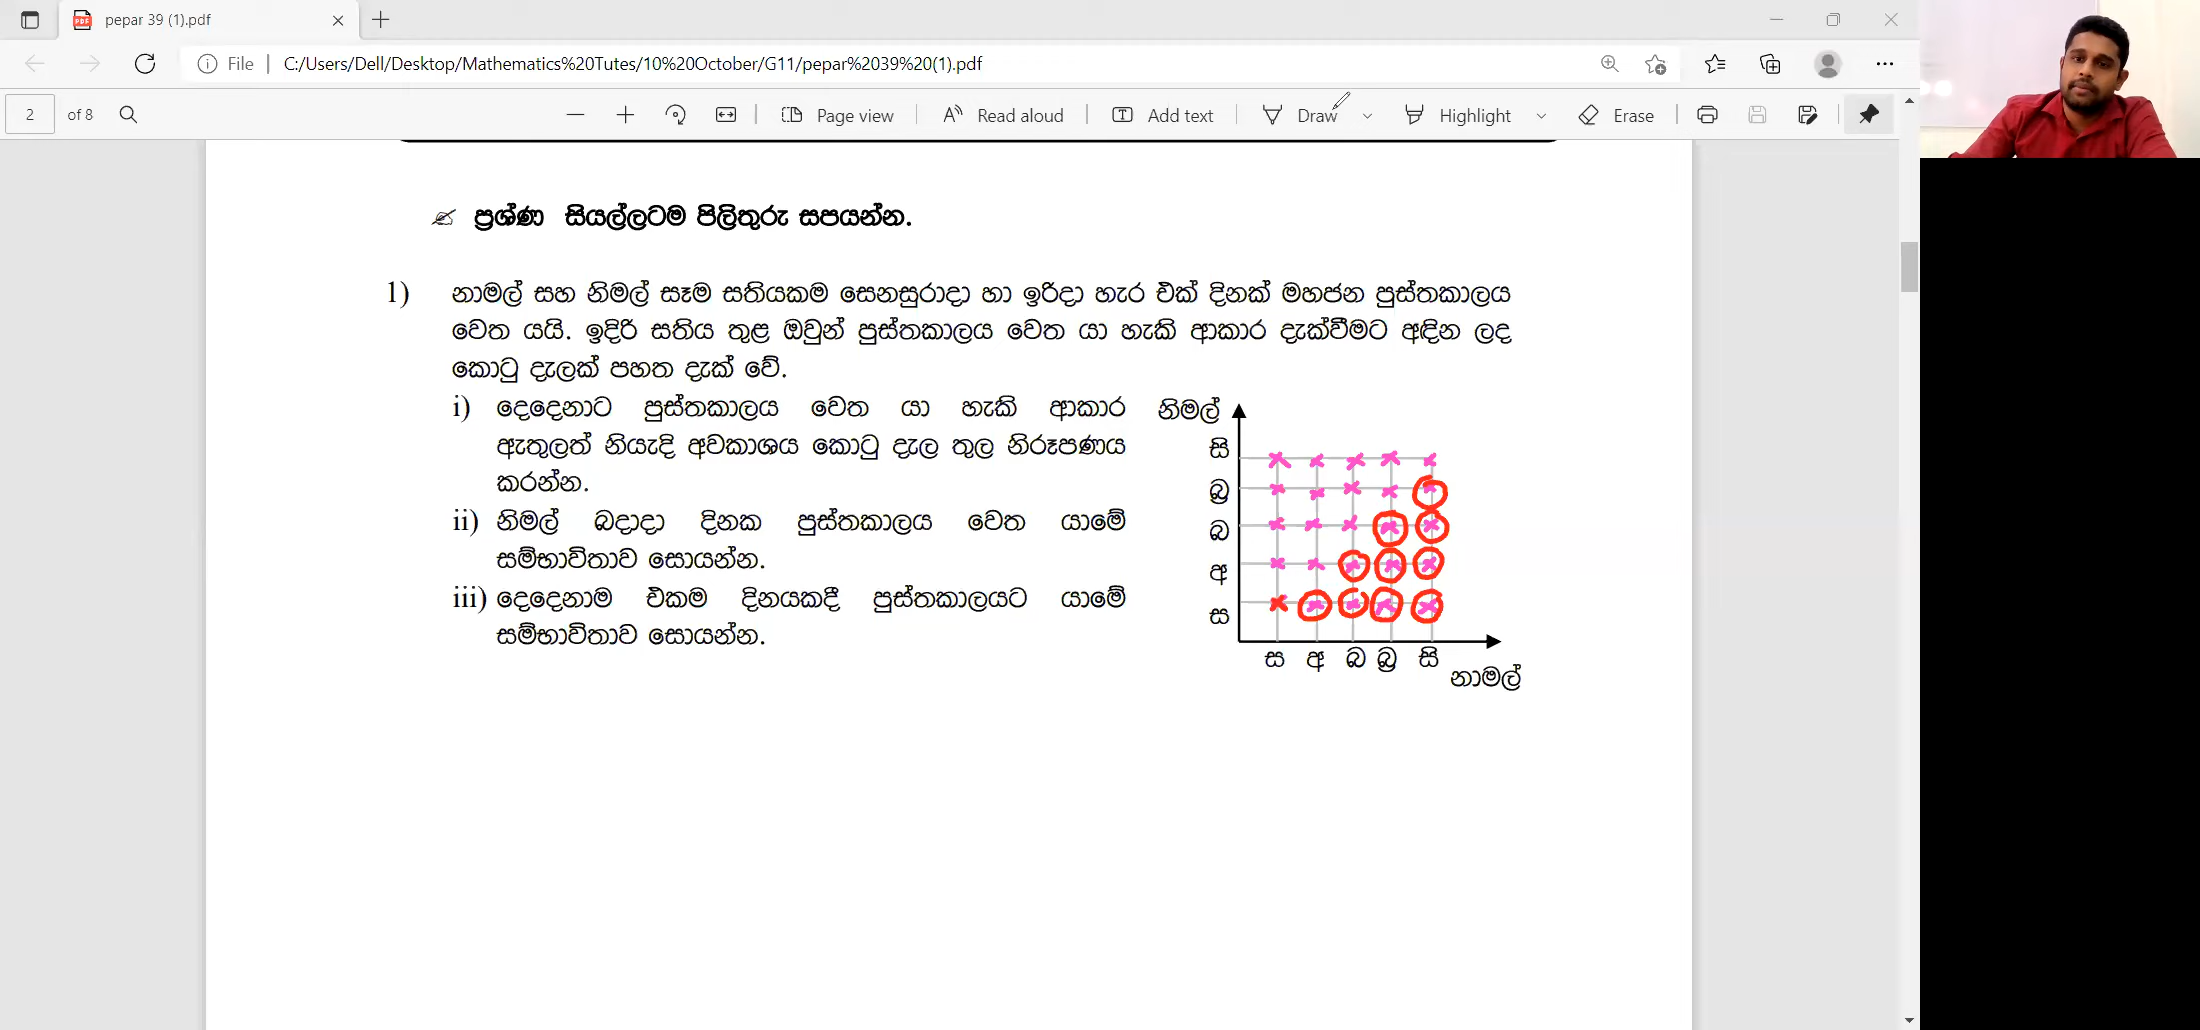 pepar 39 (1).pdf
File
C:/Users/Dell/Desktop/Mathematics%20Tutes/10%20October/G11/pepar%2039%20(1).pdf
2 of 8
Page view
Read aloud
Add text
Draw
Highlight
Erase
ප්‍රශ්ණ සියල්ලටම පිලිතුරු සපයන්න.
1) නාමල් සහ නිමල් සෑම සතියකම සෙනසුරාදා හා ඉරිදා හැර එක් දිනක් මහජන පුස්තකාලය
වෙත යයි. ඉදිරි සතිය තුළ ඔවුන් පුස්තකාලය වෙත යා හැකි ආකාර දැක්වීමට අඳින ලද
කොටු දැලක් පහත දැක් වේ.
i) දෙදෙනාට පුස්තකාලය වෙත යා හැකි ආකාර
ඇතුලත් නියැදි අවකාශය කොටු දැල තුල නිරූපණය
කරන්න.
ii) නිමල් බදාදා දිනක පුස්තකාලය වෙත යාමේ
සම්භාවිතාව සොයන්න.
iii) දෙදෙනාම එකම දිනයකදී පුස්තකාලයට යාමේ
සම්භාවිතාව සොයන්න.
නිමල්
සි
බ්‍ර
බ
අ
ස
ස අ බ බ්‍ර සි
නාමල්